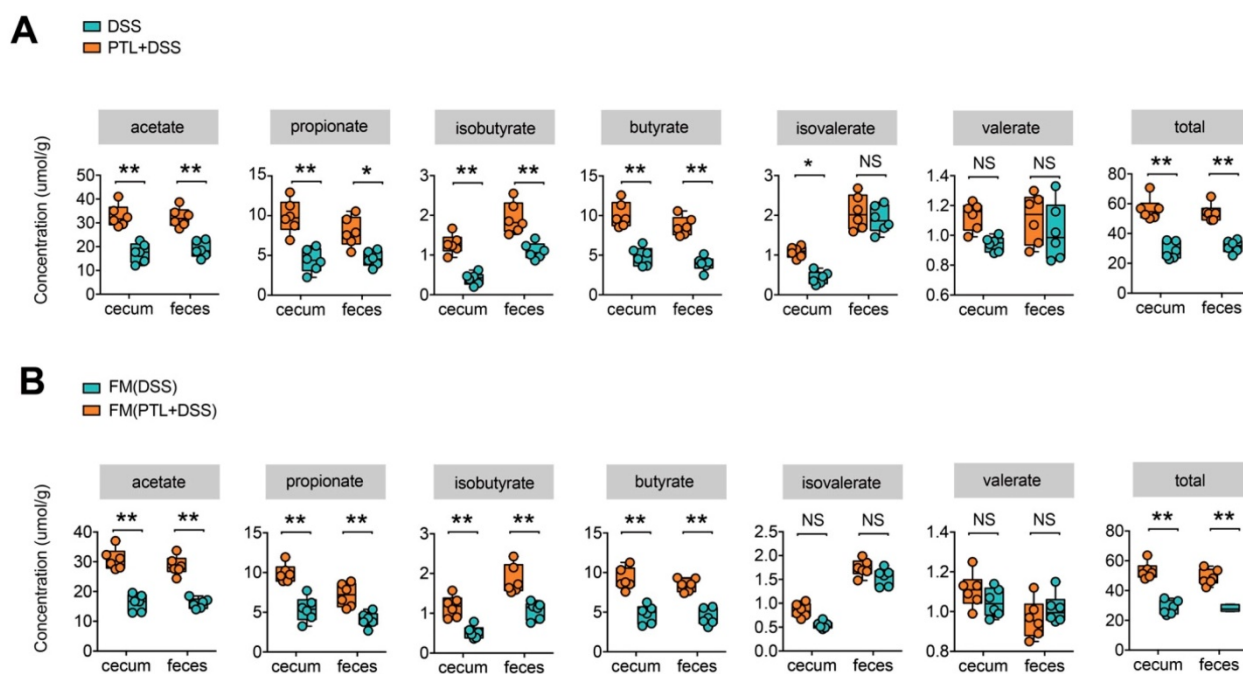 A
DSS
PTL+DSS
acetate propionate isobutyrate butyrate isovalerate valerate total
Concentration (umol/g)
** ** ** * ** ** ** ** * NS NS NS ** **
50 15 3 15 3 1.4 80
40 10 2 10 2 1.2 60
30 5 1 5 1 1.0 40
20 0 0 0 0 0.8 20
10 0.6 0
0
cecum feces cecum feces cecum feces cecum feces cecum feces cecum feces cecum feces
B
FM(DSS)
FM(PTL+DSS)
acetate propionate isobutyrate butyrate isovalerate valerate total
Concentration (umol/g)
** ** ** ** ** ** ** ** NS NS NS NS ** **
40 15 3 15 2.5 1.4 80
30 10 2 10 2.0 1.2 60
20 5 1 5 1.5 1.0 40
10 0 0 0 1.0 0.8 20
0 0.5 0
0.0
cecum feces cecum feces cecum feces cecum feces cecum feces cecum feces cecum feces